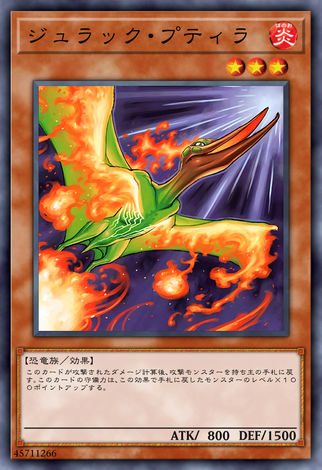 ジュラック・プティラ
ほのお
炎
【恐竜族／効果】
このカードが攻撃されたダメージ計算後、攻撃モンスターを持ち主の手札に戻
す。このカードの守備力は、この効果で手札に戻したモンスターのレベル×１０
０ポイントアップする。
ATK/ 800 DEF/1500
45711266